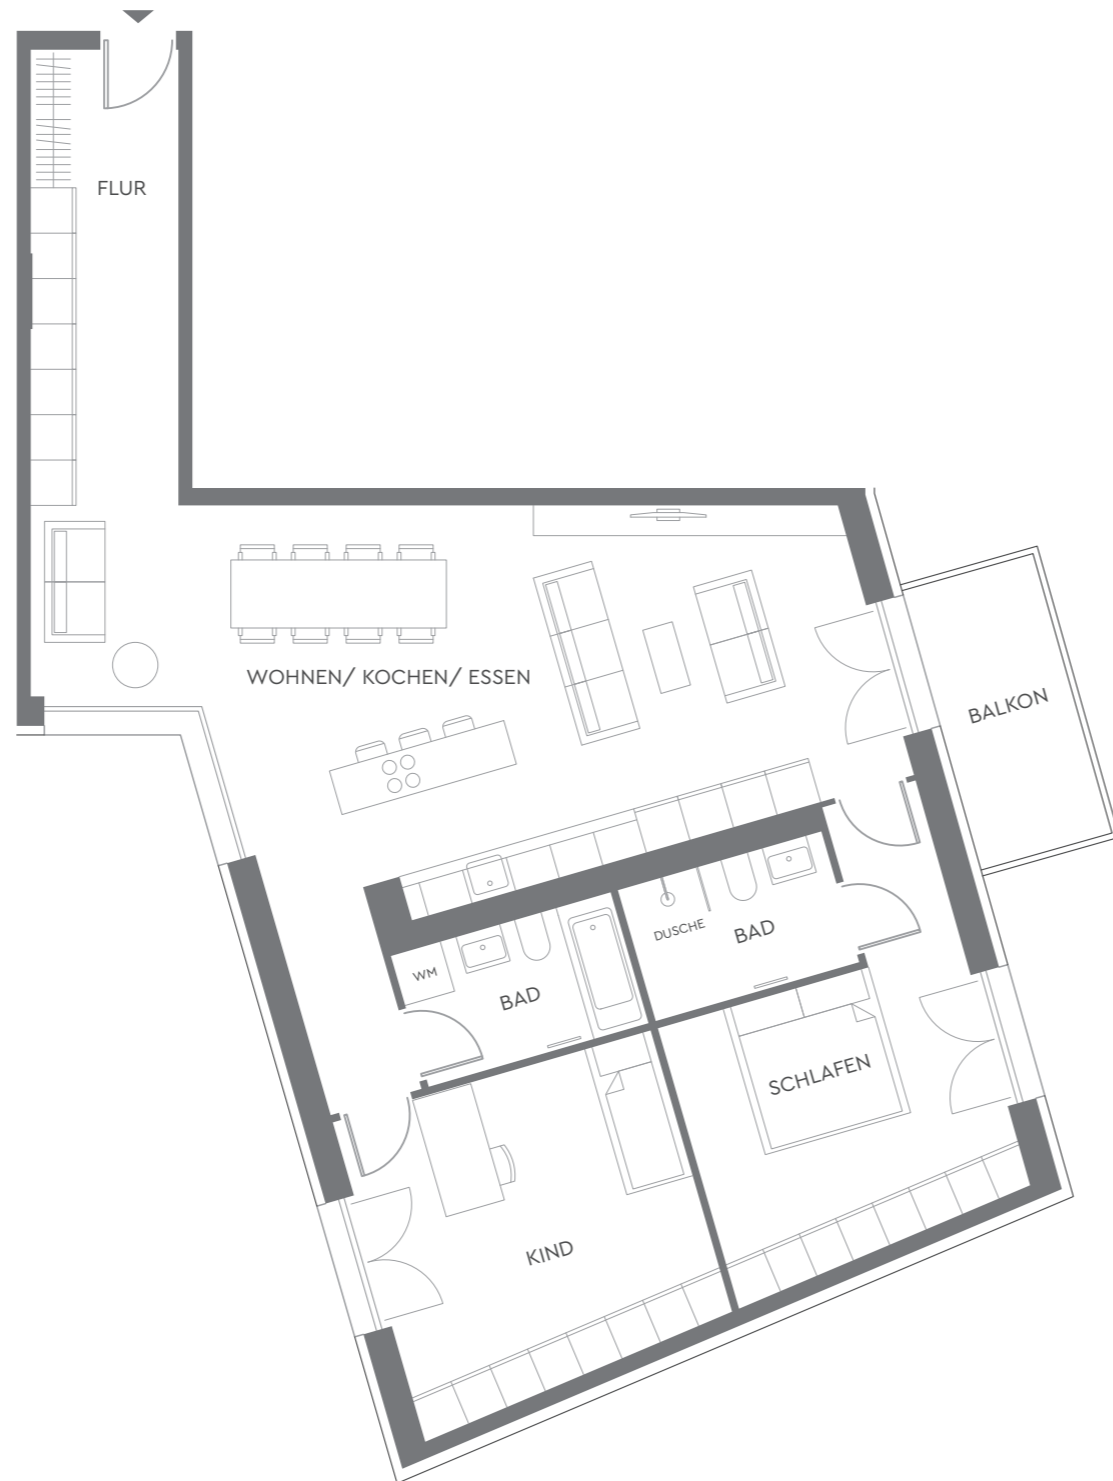 FLUR
WOHNEN/ KOCHEN/ ESSEN
BALKON
DUSCHE
BAD
WM
BAD
SCHLAFEN
KIND